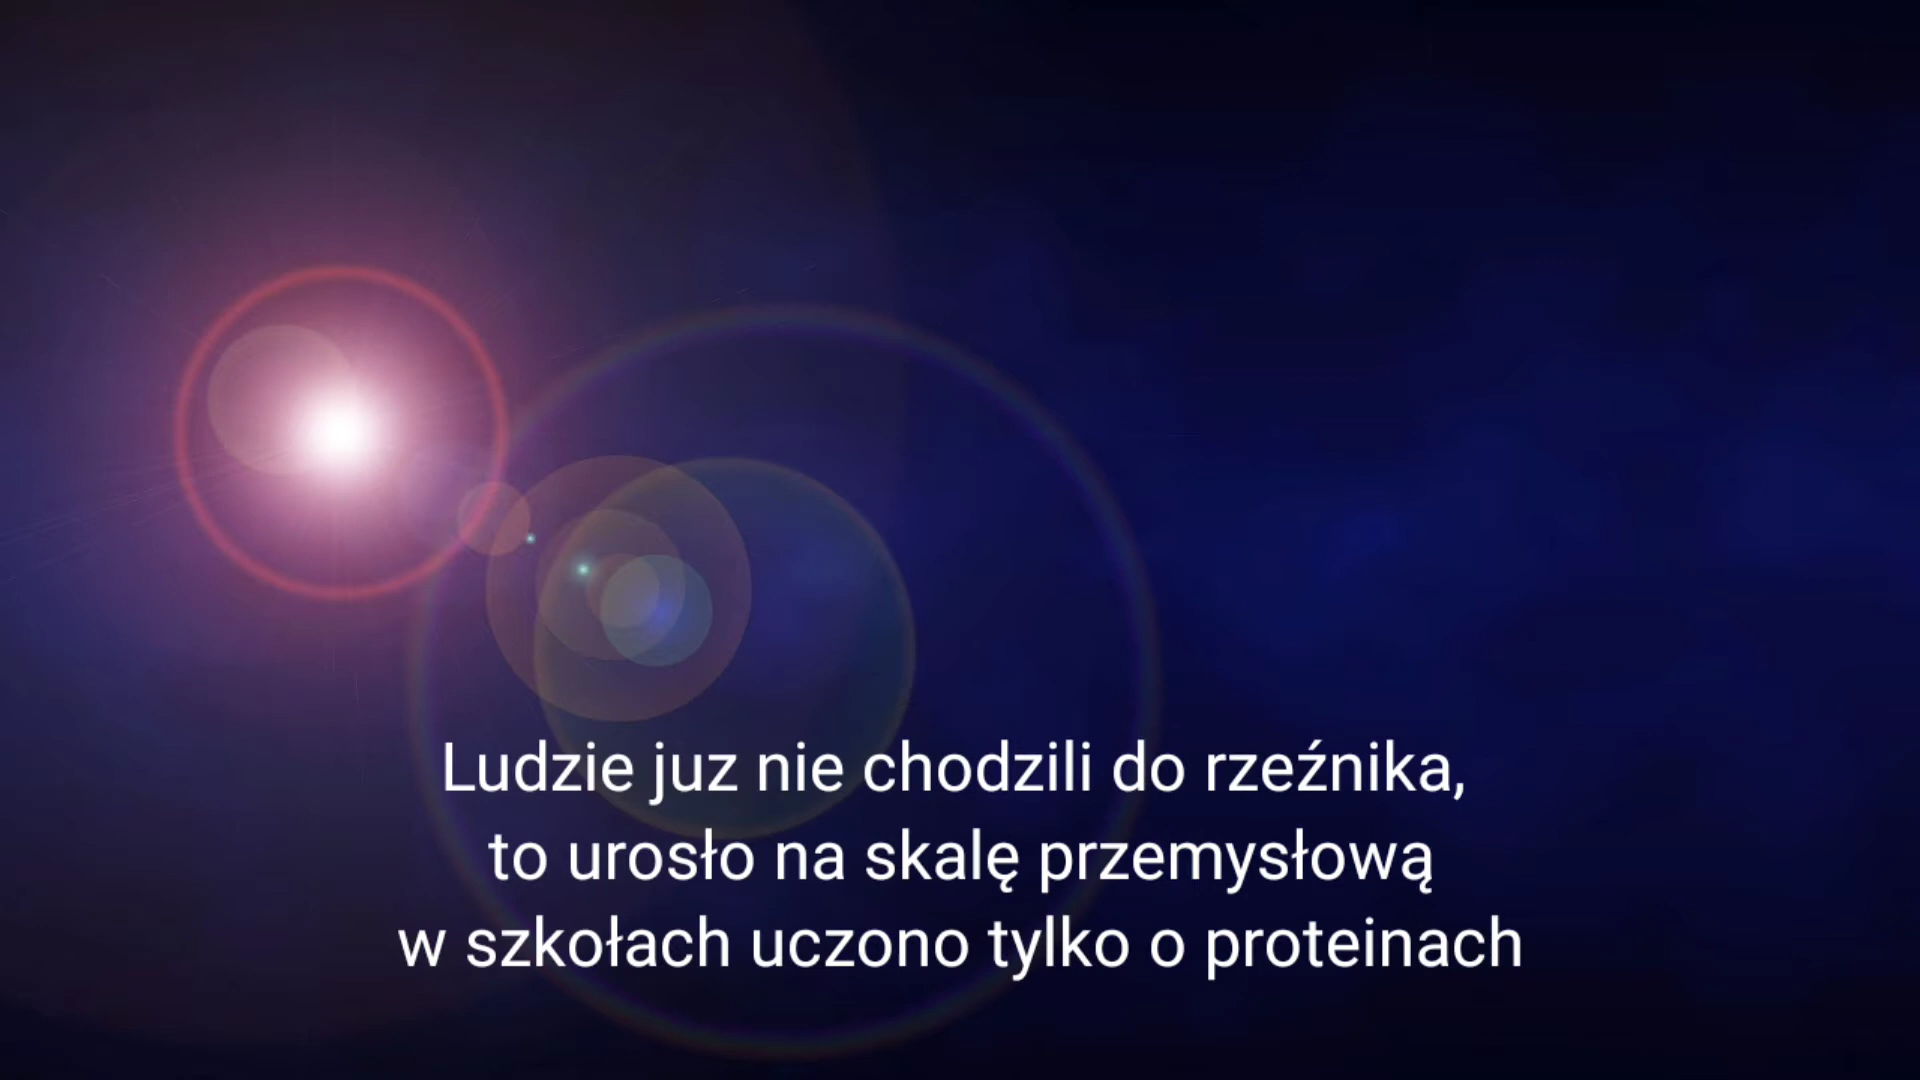 Ludzie juz nie chodzili do rzeźnika,
to urosło na skalę przemysłową
w szkołach uczono tylko o proteinach